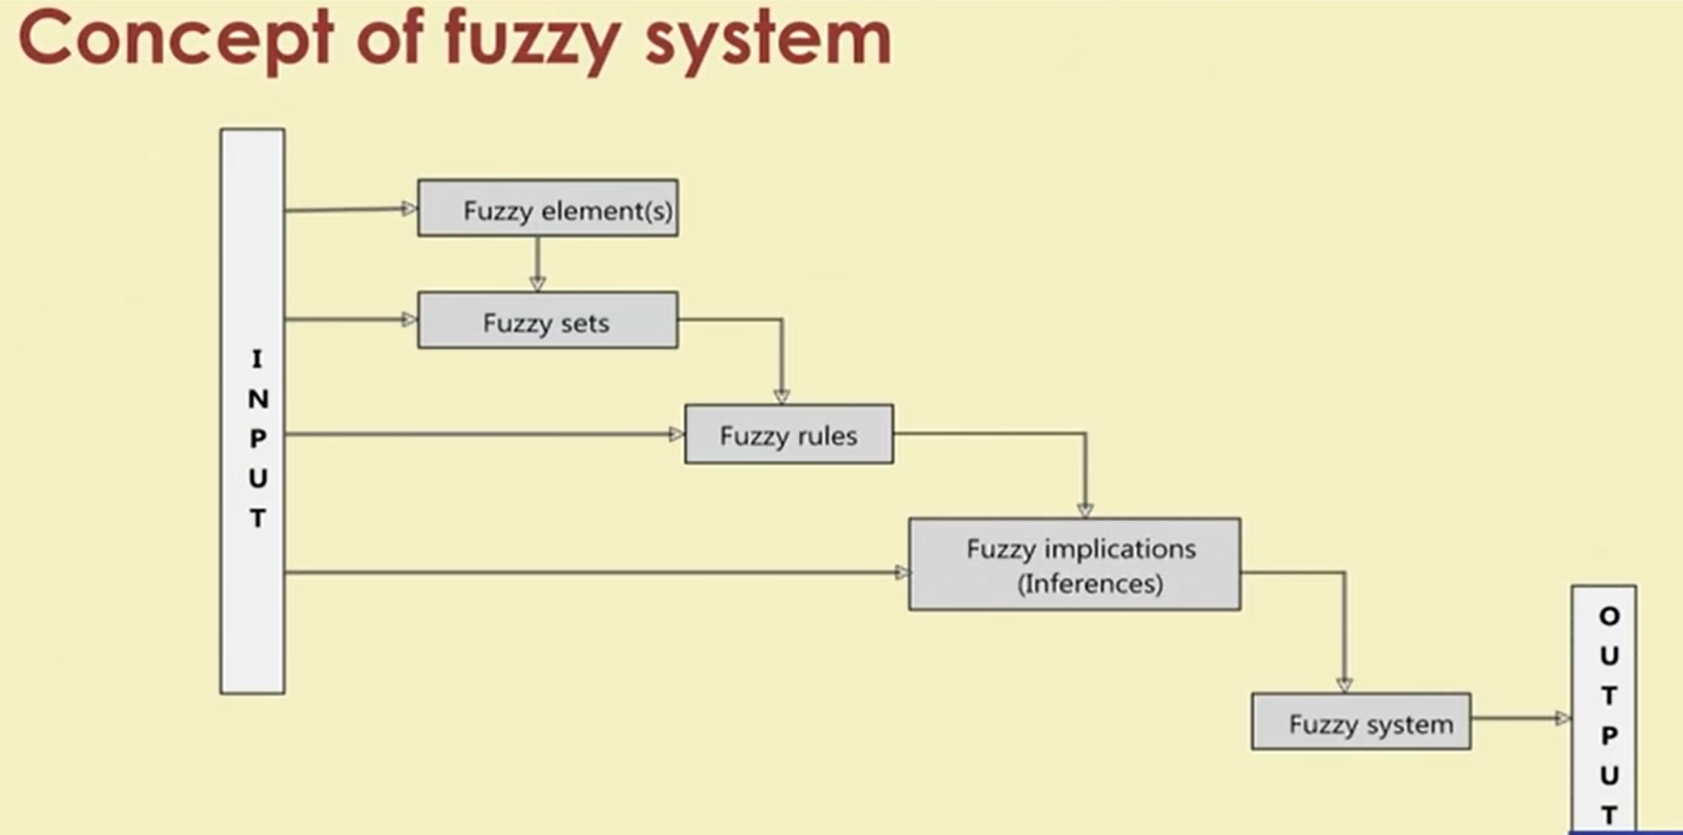 Concept of fuzzy system
INPUT
Fuzzy element(s)
Fuzzy sets
Fuzzy rules
Fuzzy implications
(Inferences)
Fuzzy system
OUTPUT